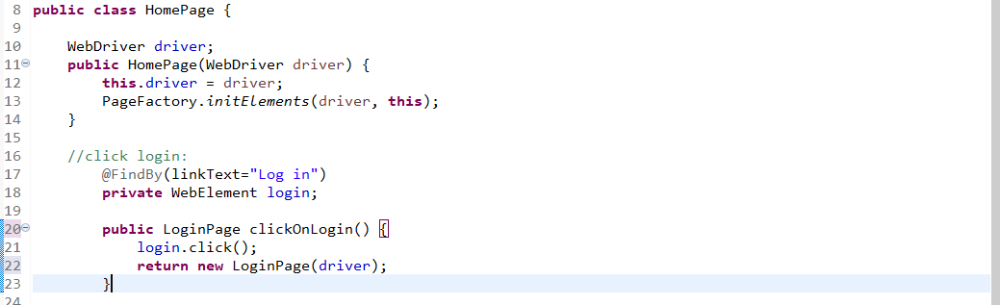 8 public class HomePage {
9
10 WebDriver driver;
11 public HomePage(WebDriver driver) {
12 this.driver = driver;
13 PageFactory.initElements(driver, this);
14 }
15
16 //click login:
17 @FindBy(linkText="Log in")
18 private WebElement login;
19
20 public LoginPage clickOnLogin() {
21 login.click();
22 return new LoginPage(driver);
23 }
24